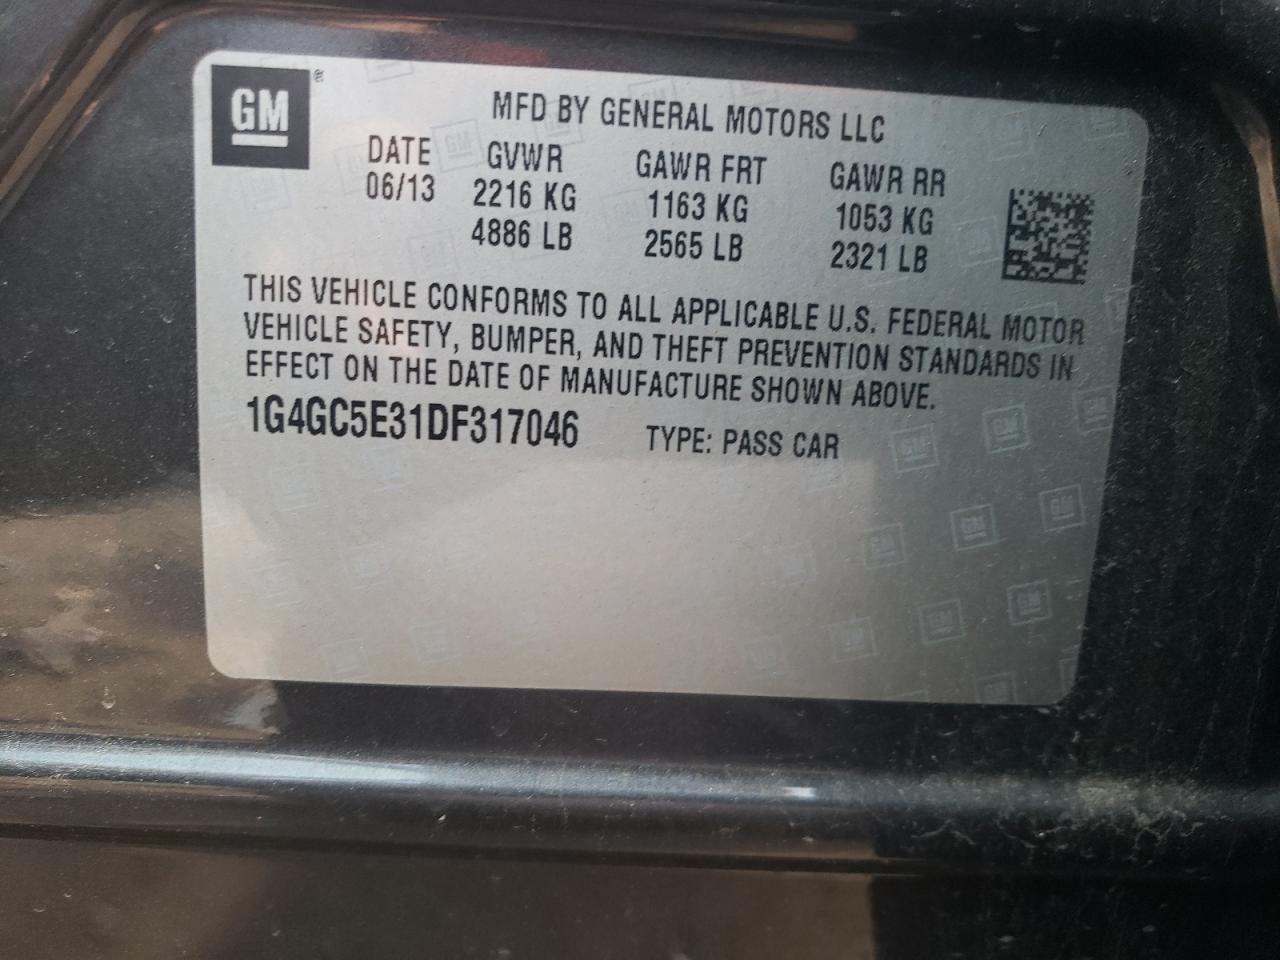 GM ®
MFD BY GENERAL MOTORS LLC
DATE GVWR GAWR FRT GAWR RR
06/13 2216 KG 1163 KG 1053 KG
4886 LB 2565 LB 2321 LB
THIS VEHICLE CONFORMS TO ALL APPLICABLE U.S. FEDERAL MOTOR
VEHICLE SAFETY, BUMPER, AND THEFT PREVENTION STANDARDS IN
EFFECT ON THE DATE OF MANUFACTURE SHOWN ABOVE.
1G4GC5E31DF317046 TYPE: PASS CAR